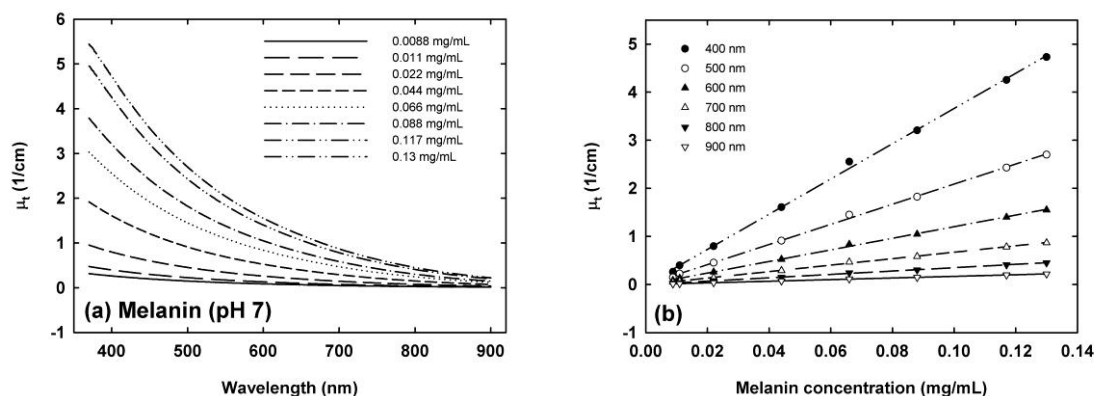 6
5
4
3
2
1
0
-1
μt (1/cm)
0.0088 mg/mL
0.011 mg/mL
0.022 mg/mL
0.044 mg/mL
0.066 mg/mL
0.088 mg/mL
0.117 mg/mL
0.13 mg/mL
(a) Melanin (pH 7)
400 500 600 700 800 900
Wavelength (nm)
5
4
3
2
1
0
-1
μt (1/cm)
400 nm
500 nm
600 nm
700 nm
800 nm
900 nm
(b)
0.00 0.02 0.04 0.06 0.08 0.10 0.12 0.14
Melanin concentration (mg/mL)